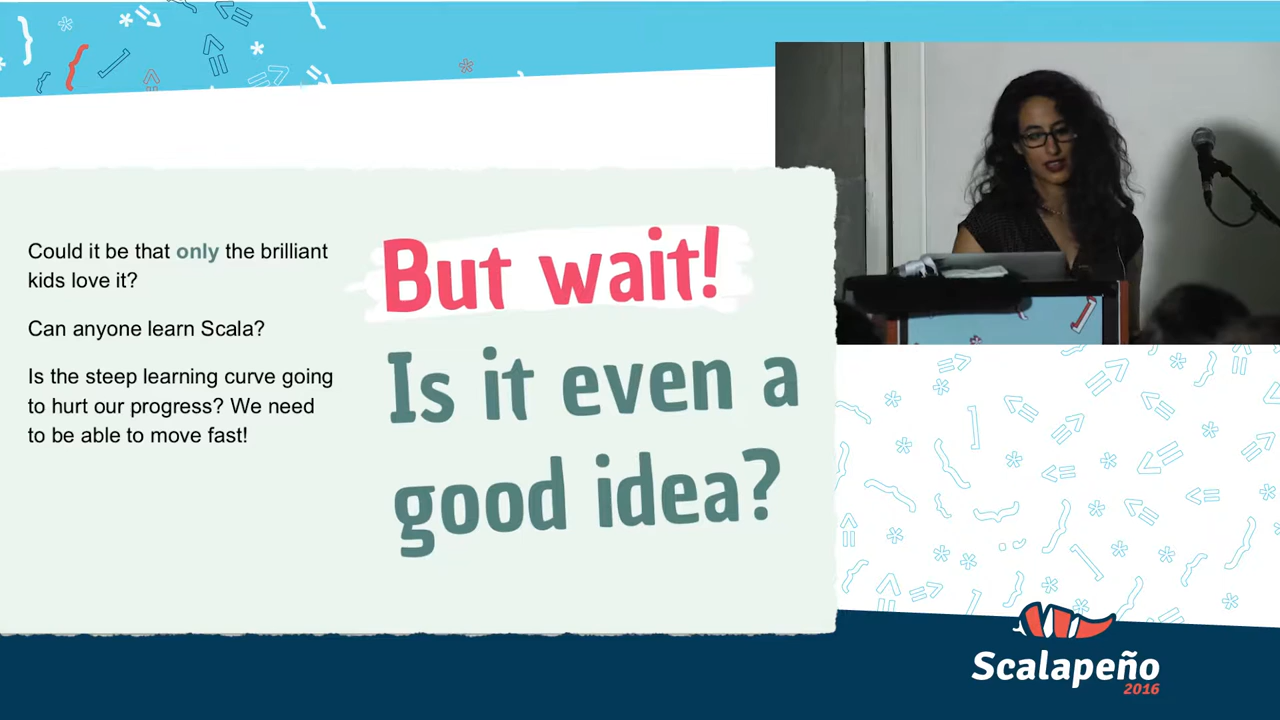 Could it be that only the brilliant
kids love it?
Can anyone learn Scala?
Is the steep learning curve going
to hurt our progress? We need
to be able to move fast!
But wait!
Is it even a
good idea?
Scalapeño
2016